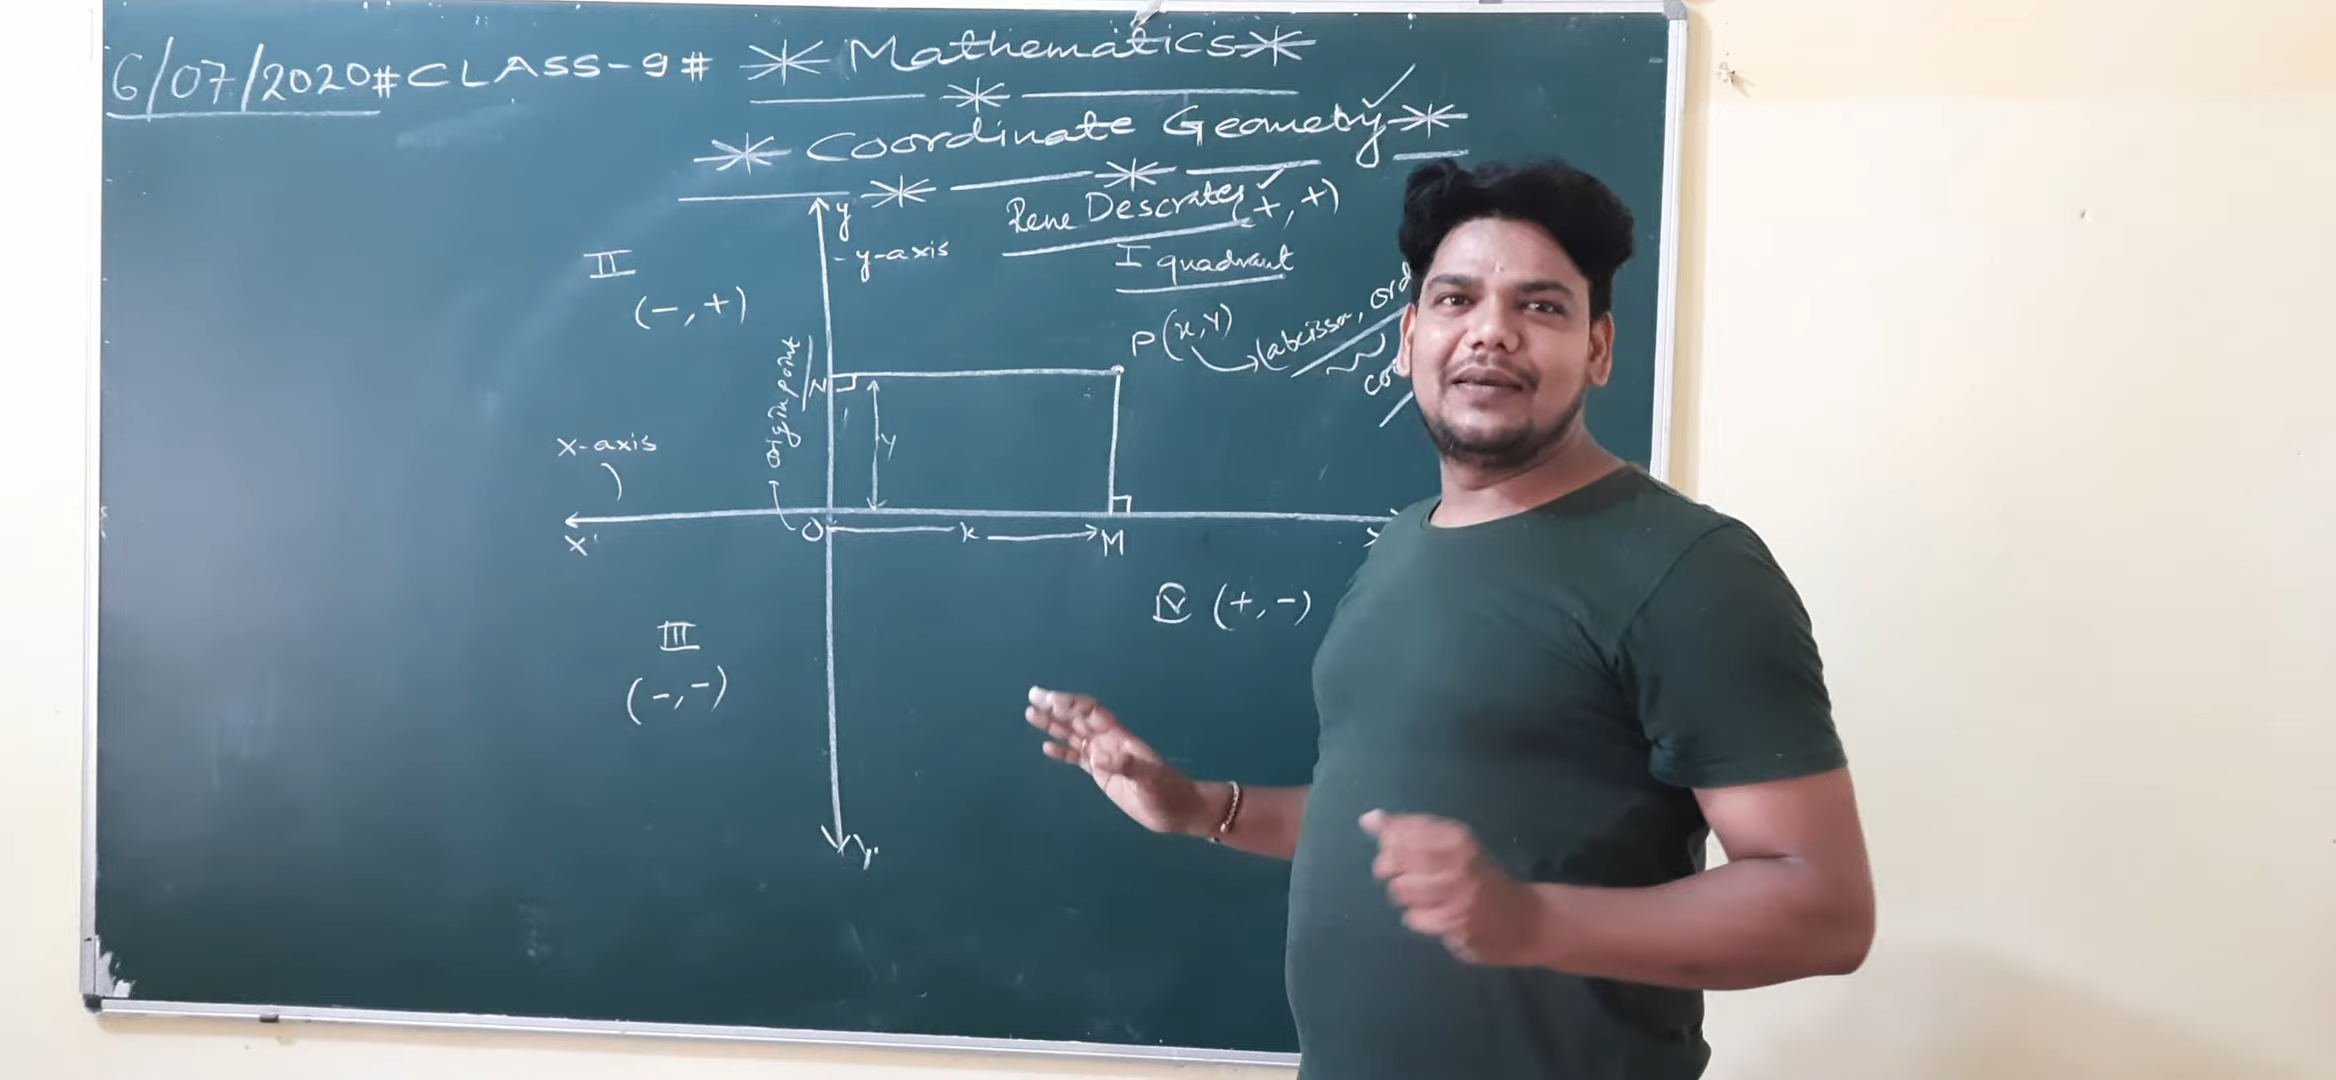 6/07/2020#CLASS-9# * Mathematics *
* Coordinate Geometry *
Rene Descrates (+,+)
I quadrant
y
y-axis
II
(-,+)
P(x,y) (abcissa,
origin point
N
y
x-axis
X'
O
x
M
IV (+,-)
III
(-,-)
Y'